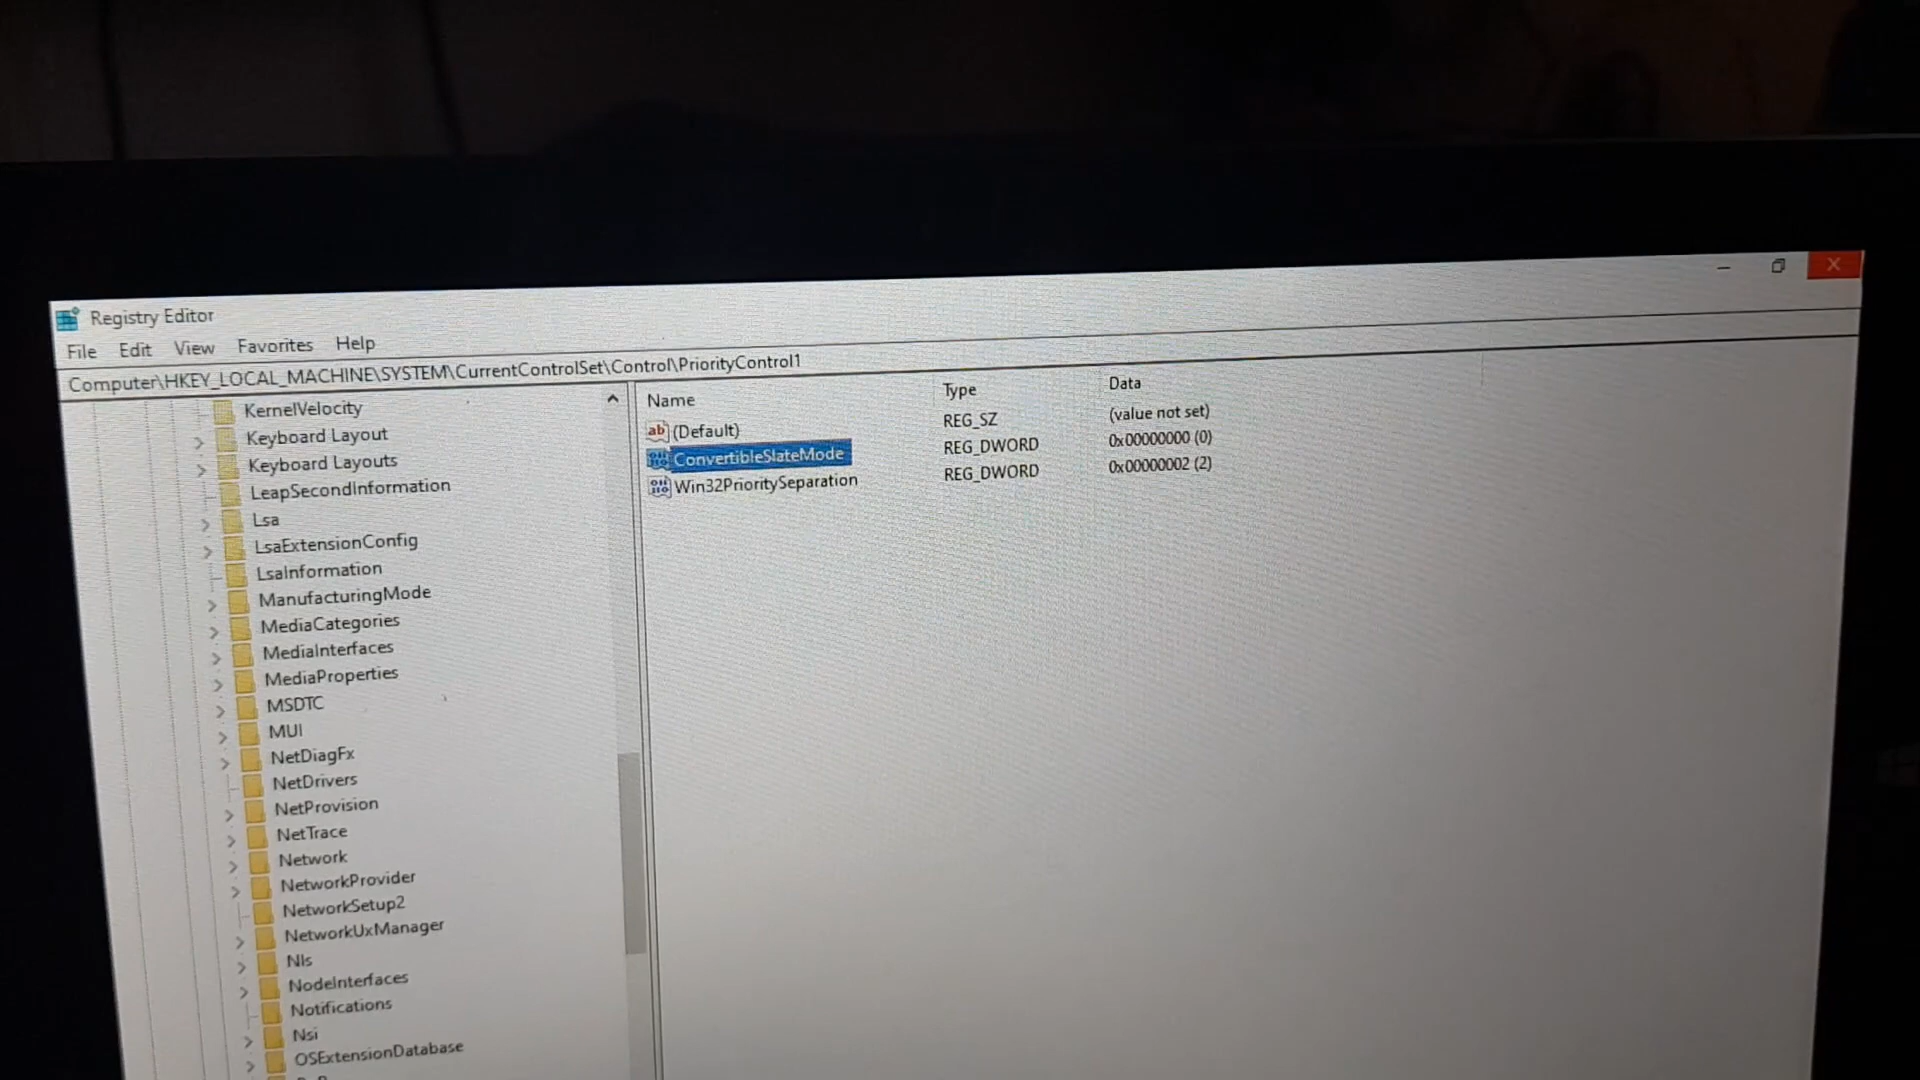 Registry Editor
File Edit View Favorites Help
Computer\HKEY_LOCAL_MACHINE\SYSTEM\CurrentControlSet\Control\PriorityControl1
KernelVelocity
Keyboard Layout
Keyboard Layouts
LeapSecondInformation
Lsa
LsaExtensionConfig
LsaInformation
ManufacturingMode
MediaCategories
MediaInterfaces
MediaProperties
MSDTC
MUI
NetDiagFx
NetDrivers
NetProvision
NetTrace
Network
NetworkProvider
NetworkSetup2
NetworkUxManager
Nls
NodeInterfaces
Notifications
Nsi
OSExtensionDatabase
Name Type Data
ab (Default) REG_SZ (value not set)
ConvertibleSlateMode REG_DWORD 0x00000000 (0)
Win32PrioritySeparation REG_DWORD 0x00000002 (2)